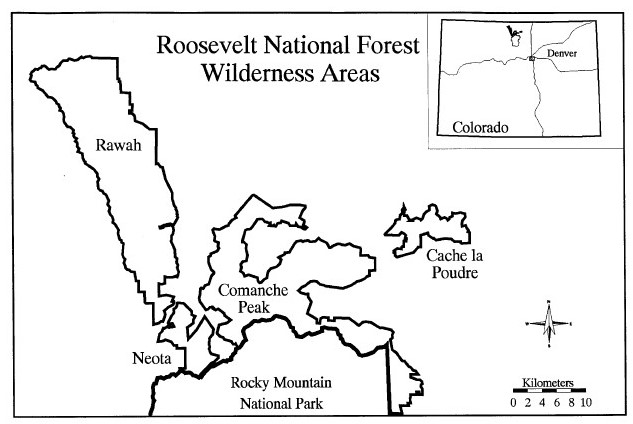 Roosevelt National Forest
Wilderness Areas
Denver
Colorado
Rawah
Cache la
Poudre
Comanche
Peak
Neota
Rocky Mountain
National Park
Kilometers
0 2 4 6 8 10